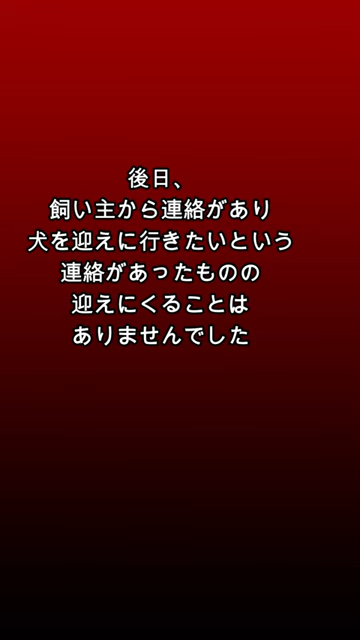 後日、
飼い主から連絡があり
犬を迎えに行きたいという
連絡があったものの
迎えにくることは
ありませんでした